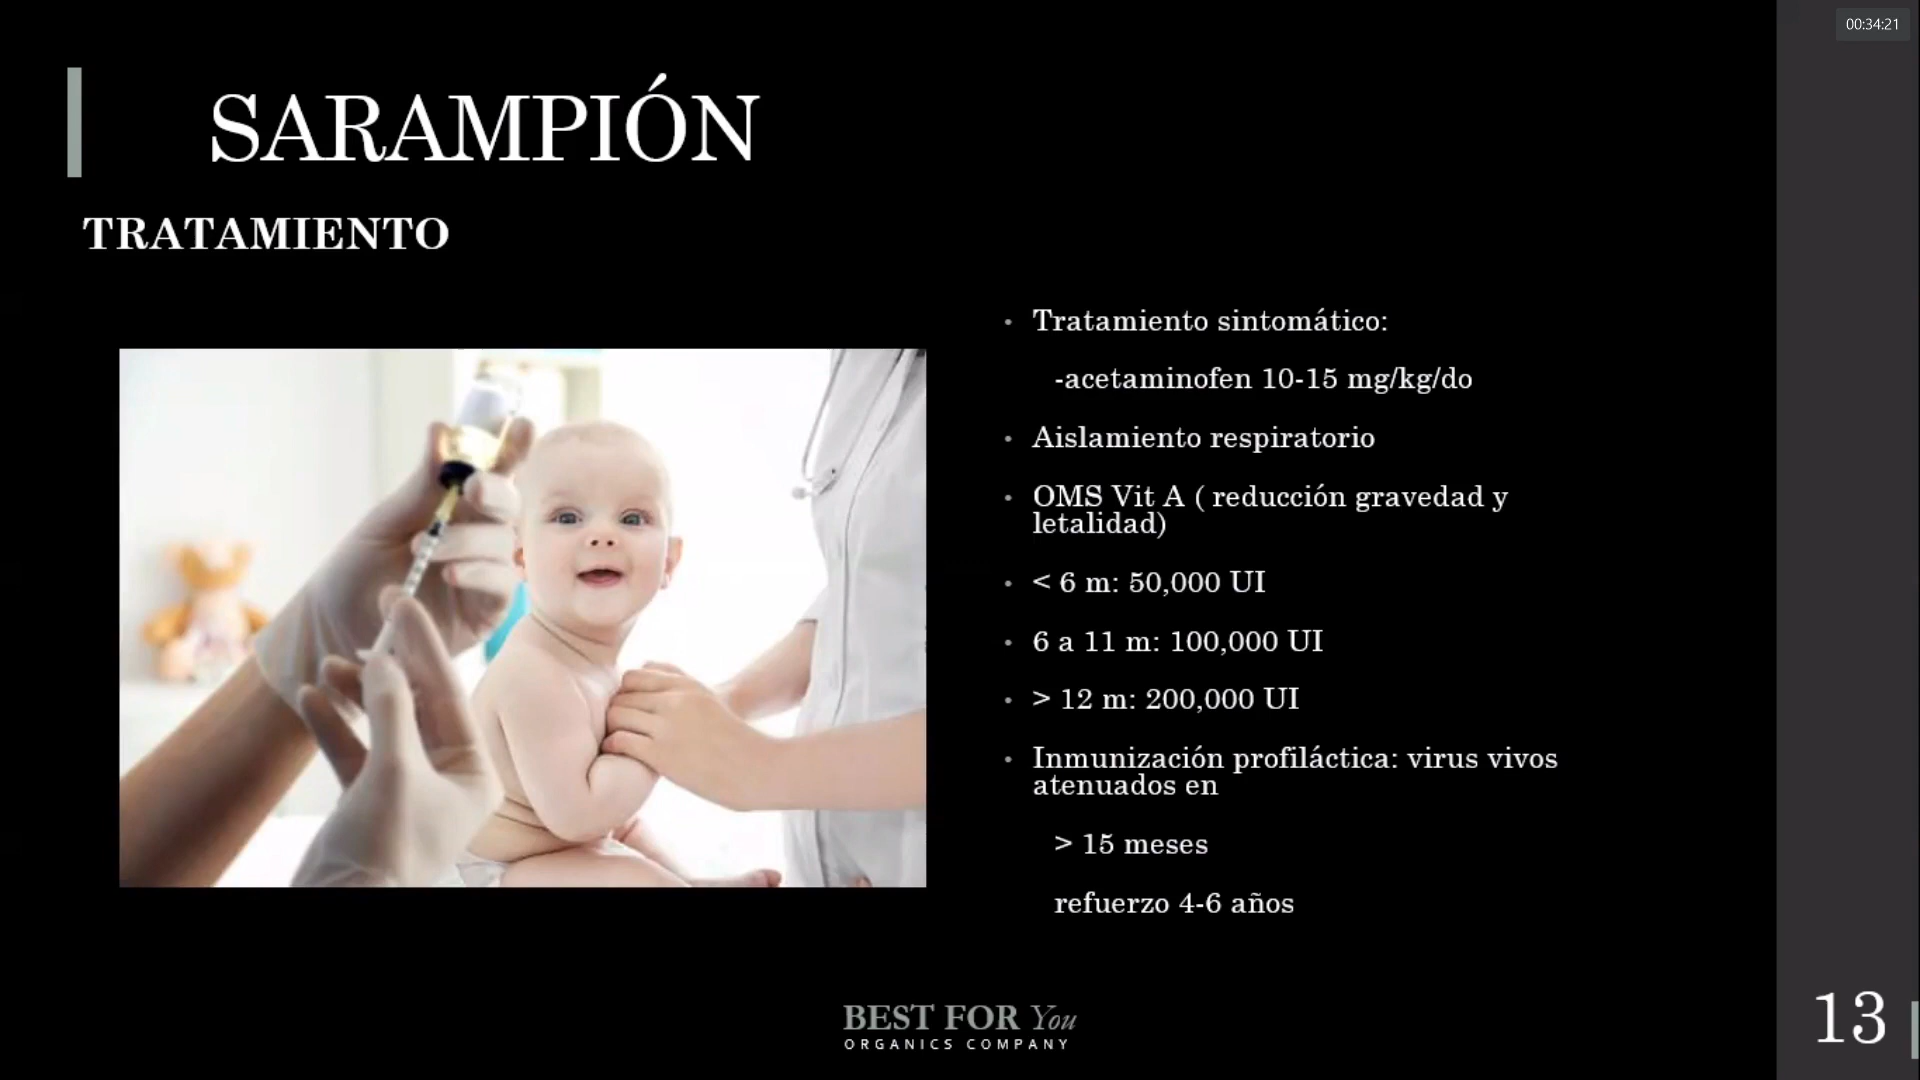 00:34:21
SARAMPIÓN
TRATAMIENTO
• Tratamiento sintomático:
-acetaminofen 10-15 mg/kg/do
• Aislamiento respiratorio
• OMS Vit A ( reducción gravedad y
letalidad)
• < 6 m: 50,000 UI
• 6 a 11 m: 100,000 UI
• > 12 m: 200,000 UI
• Inmunización profiláctica: virus vivos
atenuados en
> 15 meses
refuerzo 4-6 años
BEST FOR You
ORGANICS COMPANY
13